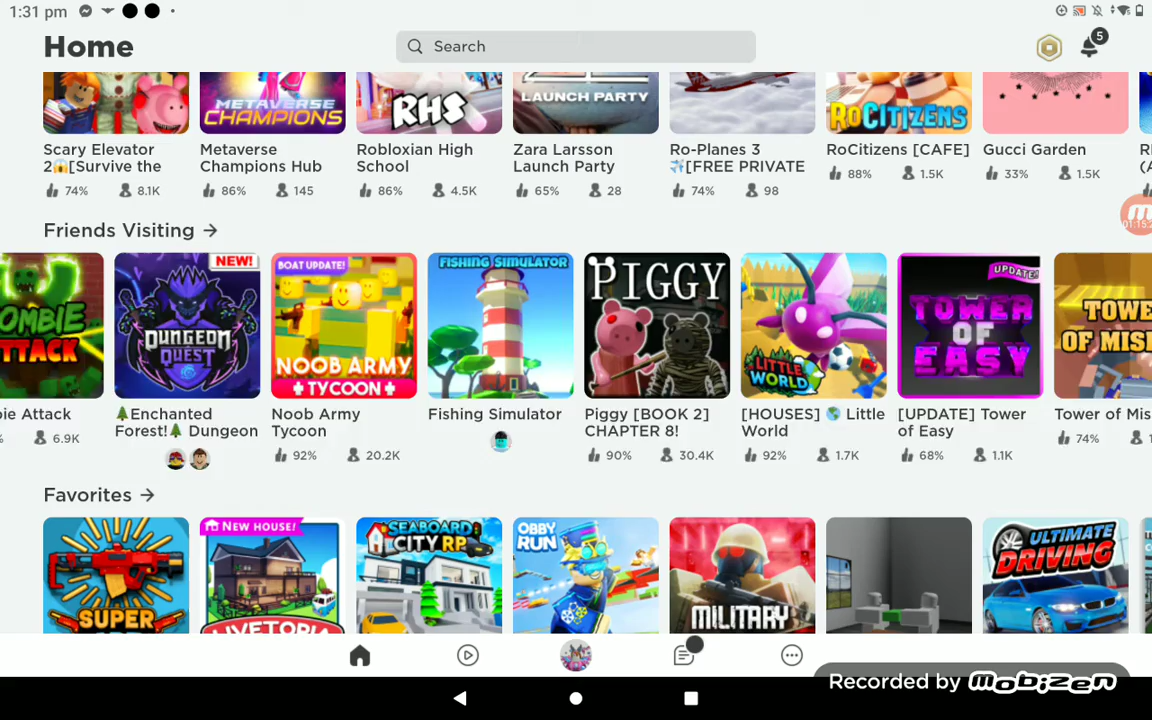 1:31 pm
Home
Search
5
METAVERSE
CHAMPIONS
RHS
LAUNCH PARTY
ROCITIZENS
Scary Elevator
2😱[Survive the
Metaverse
Champions Hub
Robloxian High
School
Zara Larsson
Launch Party
Ro-Planes 3
✈️[FREE PRIVATE
RoCitizens [CAFE]
Gucci Garden
74% 8.1K
86% 145
86% 4.5K
65% 28
74% 98
88% 1.5K
33% 1.5K
01:15:2
Friends Visiting →
OMBIE
TTACK
NEW!
DUNGEON
QUEST
BOAT UPDATE!
NOOB ARMY
TYCOON
FISHING SIMULATOR
PIGGY
LITTLE
WORLD
UPDATE!
TOWER
OF
EASY
TOWE
OF MIS
ie Attack
🌲Enchanted
Forest!🌲 Dungeon
Noob Army
Tycoon
Fishing Simulator
Piggy [BOOK 2]
CHAPTER 8!
[HOUSES] 🌎 Little
World
[UPDATE] Tower
of Easy
Tower of Mis
% 6.9K
92% 20.2K
90% 30.4K
92% 1.7K
68% 1.1K
74% 1
Favorites →
SUPER
NEW HOUSE!
LIVETOPIA
SEABOARD
CITY RP
OBBY
RUN
MILITARY
ULTIMATE
DRIVING
Recorded by mobizen